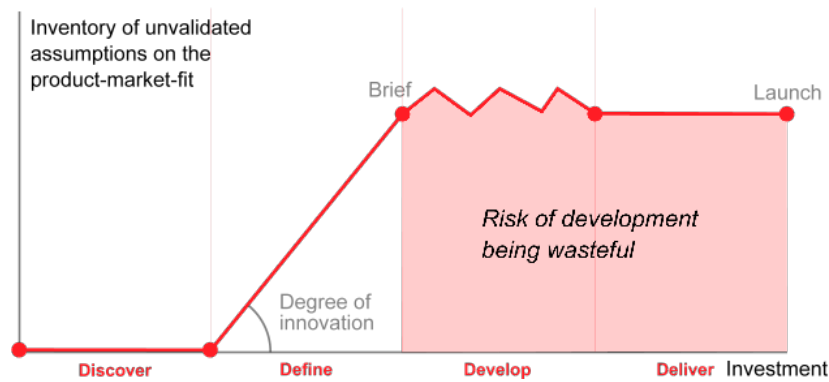 Inventory of unvalidated
assumptions on the
product-market-fit
Brief
Launch
Risk of development
being wasteful
Degree of
innovation
Discover
Define
Develop
Deliver
Investment